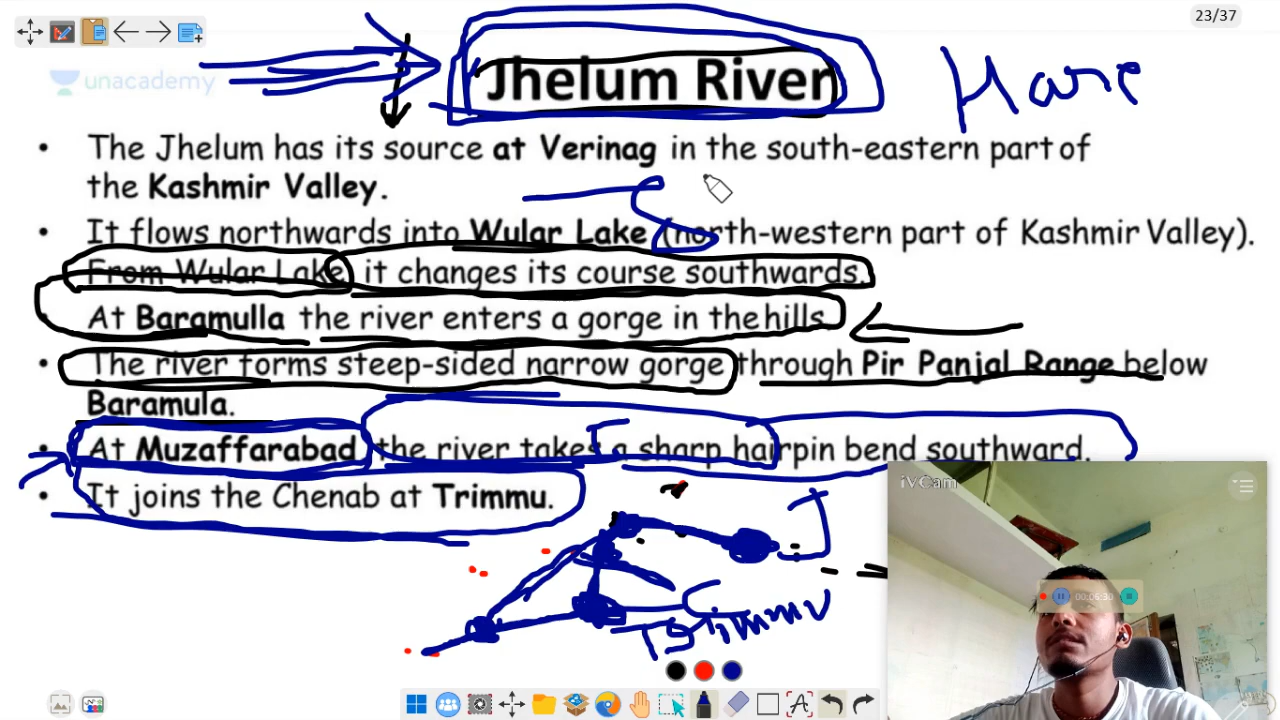 23/37
unacademy
Jhelum River
Have
• The Jhelum has its source at Verinag in the south-eastern part of
the Kashmir Valley.
• It flows northwards into Wular Lake (north-western part of Kashmir Valley).
From Wular Lake, it changes its course southwards.
At Baramulla the river enters a gorge in the hills.
• The river forms steep-sided narrow gorge through Pir Panjal Range below
Baramula.
• At Muzaffarabad the river takes a sharp hairpin bend southward.
• It joins the Chenab at Trimmu.
iVCam
J
C
Trimmu
00:06:30